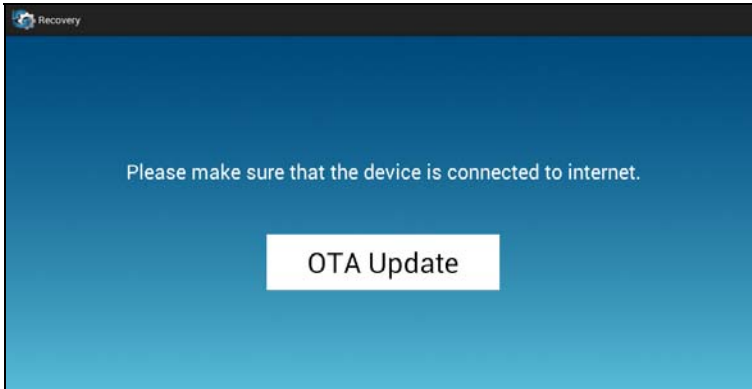 Recovery
Please make sure that the device is connected to internet.
OTA Update